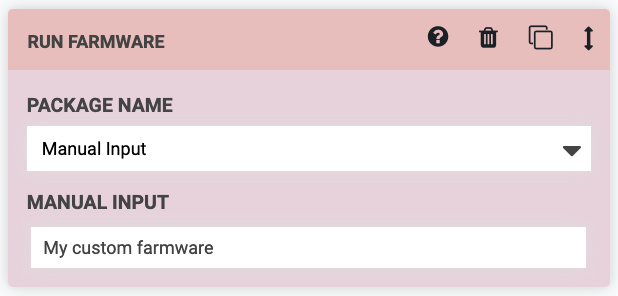 RUN FARMWARE
PACKAGE NAME
Manual Input
MANUAL INPUT
My custom farmware